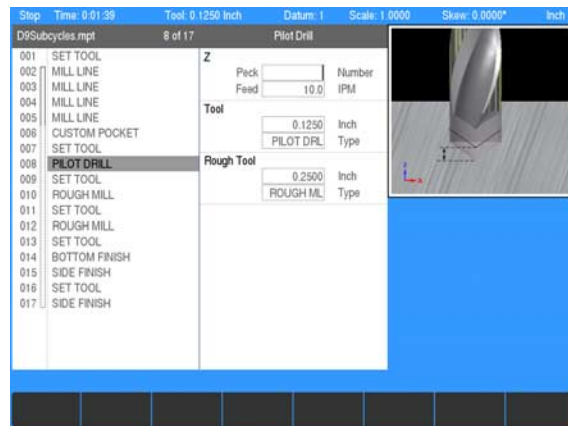 Stop Time: 0:01:39 Tool: 0.1250 Inch Datum: 1 Scale: 1.0000 Skew: 0.0000° Inch
D9Subcycles.mpt 8 of 17 Pilot Drill
001 SET TOOL
002 MILL LINE
003 MILL LINE
004 MILL LINE
005 MILL LINE
006 CUSTOM POCKET
007 SET TOOL
008 PILOT DRILL
009 SET TOOL
010 ROUGH MILL
011 SET TOOL
012 ROUGH MILL
013 SET TOOL
014 BOTTOM FINISH
015 SIDE FINISH
016 SET TOOL
017 SIDE FINISH
Z
Peck Number
Feed 10.0 IPM
Tool
0.1250 Inch
PILOT DRL Type
Rough Tool
0.2500 Inch
ROUGH ML Type